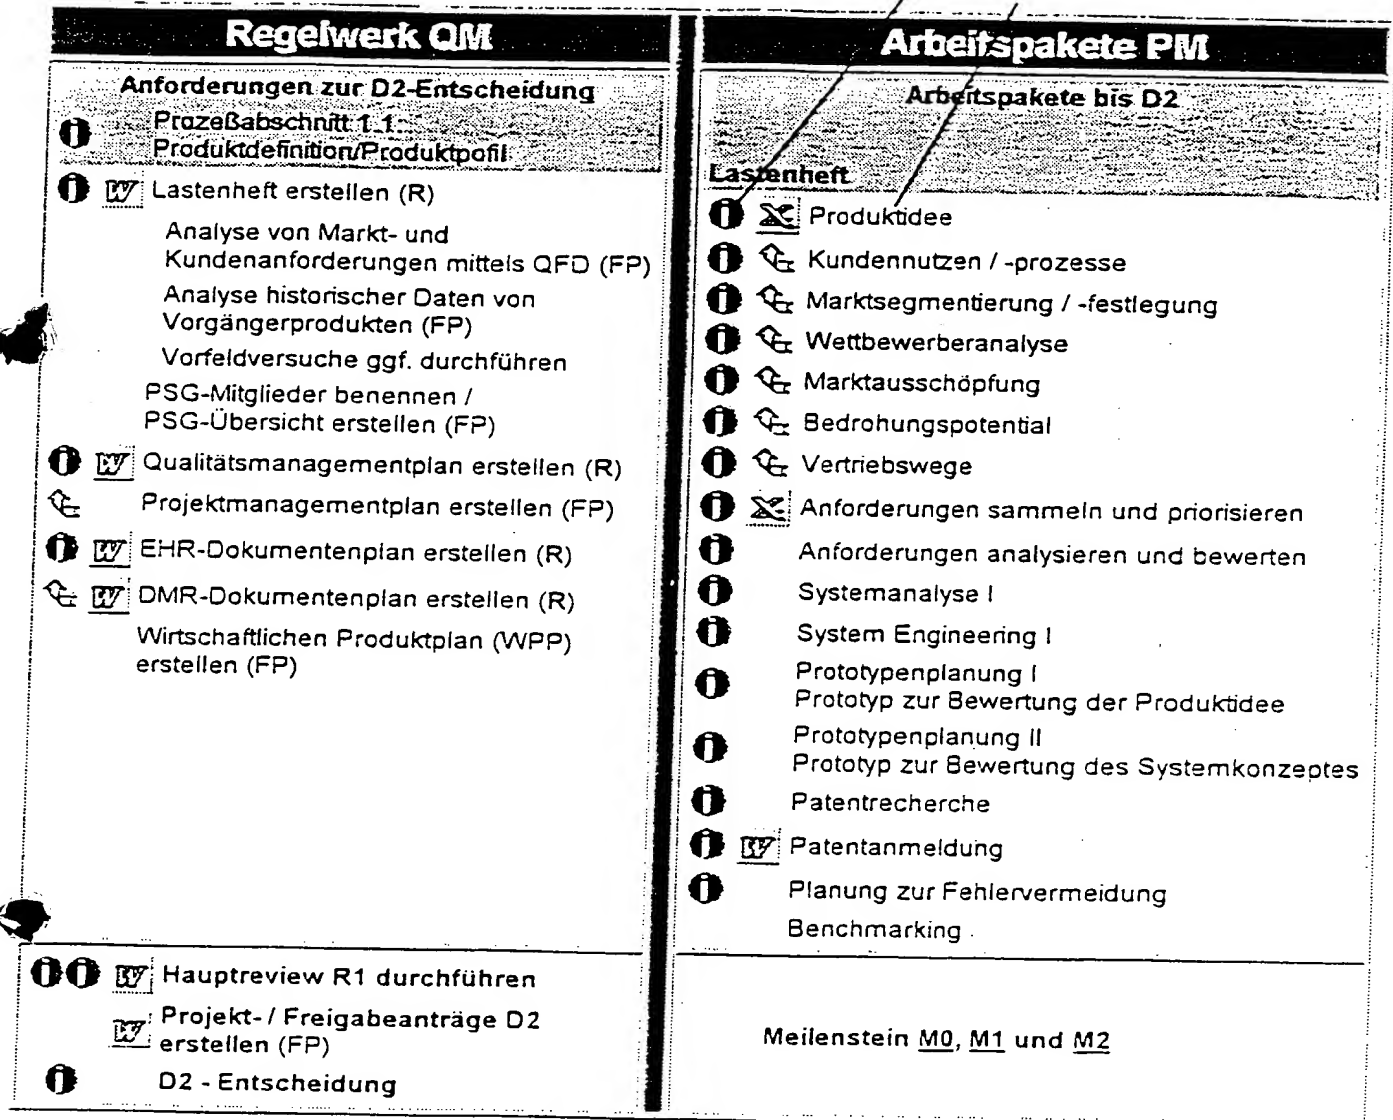 Regelwerk QM
Anforderungen zur D2-Entscheidung
Prozeßabschnitt 1_1:
Produktdefinition/Produktpofil
Lastenheft erstellen (R)
Analyse von Markt- und
Kundenanforderungen mittels QFD (FP)
Analyse historischer Daten von
Vorgängerprodukten (FP)
Vorfeldversuche ggf. durchführen
PSG-Mitglieder benennen /
PSG-Übersicht erstellen (FP)
Qualitätsmanagementplan erstellen (R)
Projektmanagementplan erstellen (FP)
EHR-Dokumentenplan erstellen (R)
DMR-Dokumentenplan erstellen (R)
Wirtschaftlichen Produktplan (WPP)
erstellen (FP)
Hauptreview R1 durchführen
Projekt- / Freigabeanträge D2
erstellen (FP)
D2 - Entscheidung
Arbeitspakete PM
Arbeitspakete bis D2
Lastenheft
Produktidee
Kundennutzen / -prozesse
Marktsegmentierung / -festlegung
Wettbewerberanalyse
Marktausschöpfung
Bedrohungspotential
Vertriebswege
Anforderungen sammeln und priorisieren
Anforderungen analysieren und bewerten
Systemanalyse I
System Engineering I
Prototypenplanung I
Prototyp zur Bewertung der Produktidee
Prototypenplanung II
Prototyp zur Bewertung des Systemkonzeptes
Patentrecherche
Patentanmeldung
Planung zur Fehlervermeidung
Benchmarking
Meilenstein M0, M1 und M2